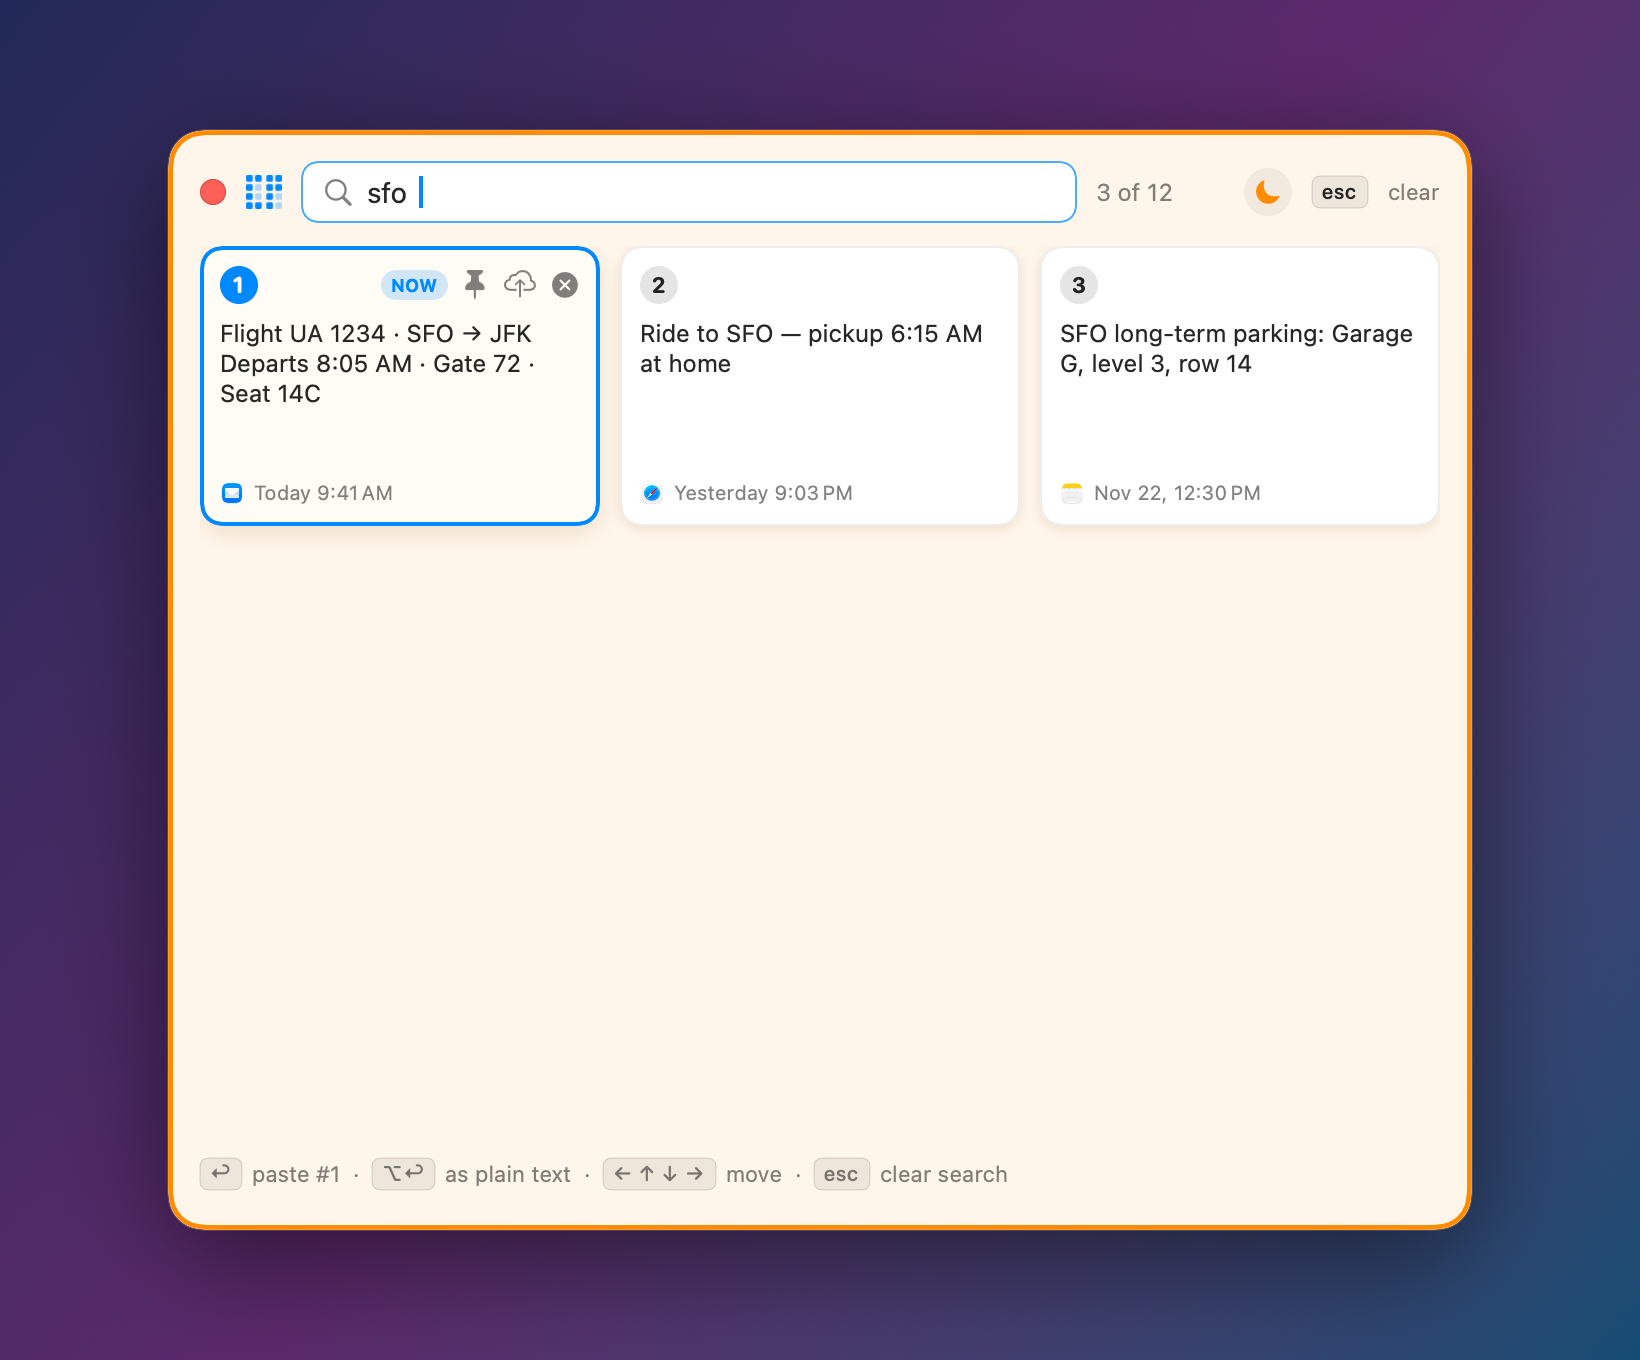 sfo
3 of 12
esc
clear
1
NOW
Flight UA 1234 · SFO → JFK
Departs 8:05 AM · Gate 72 ·
Seat 14C
Today 9:41 AM
2
Ride to SFO — pickup 6:15 AM
at home
Yesterday 9:03 PM
3
SFO long-term parking: Garage
G, level 3, row 14
Nov 22, 12:30 PM
↩ paste #1 · ⌥↩ as plain text · ← ↑ ↓ → move · esc clear search